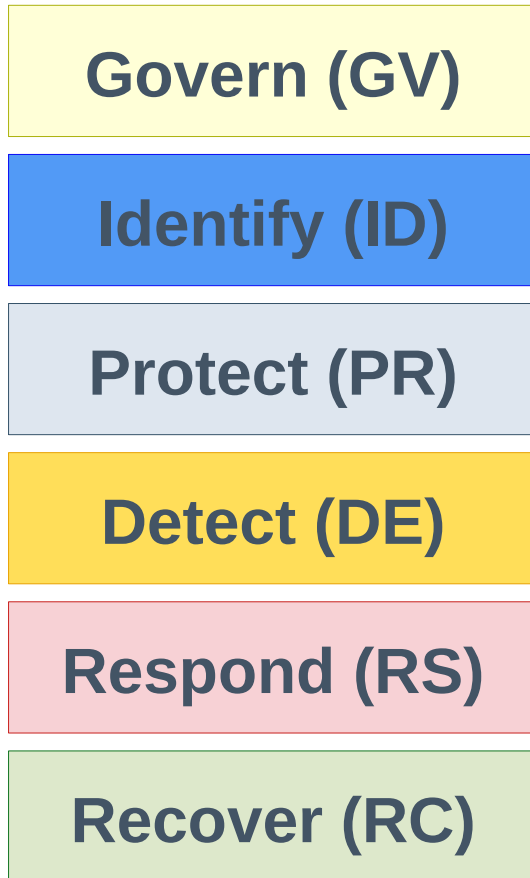 Govern (GV)
Identify (ID)
Protect (PR)
Detect (DE)
Respond (RS)
Recover (RC)